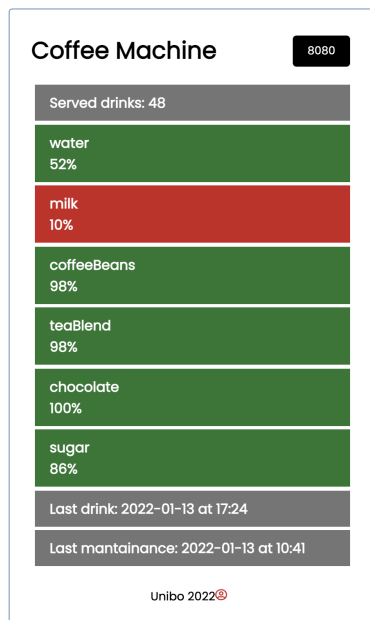 Coffee Machine
8080
Served drinks: 48
water
52%
milk
10%
coffeeBeans
98%
teaBlend
98%
chocolate
100%
sugar
86%
Last drink: 2022-01-13 at 17:24
Last mantainance: 2022-01-13 at 10:41
Unibo 2022